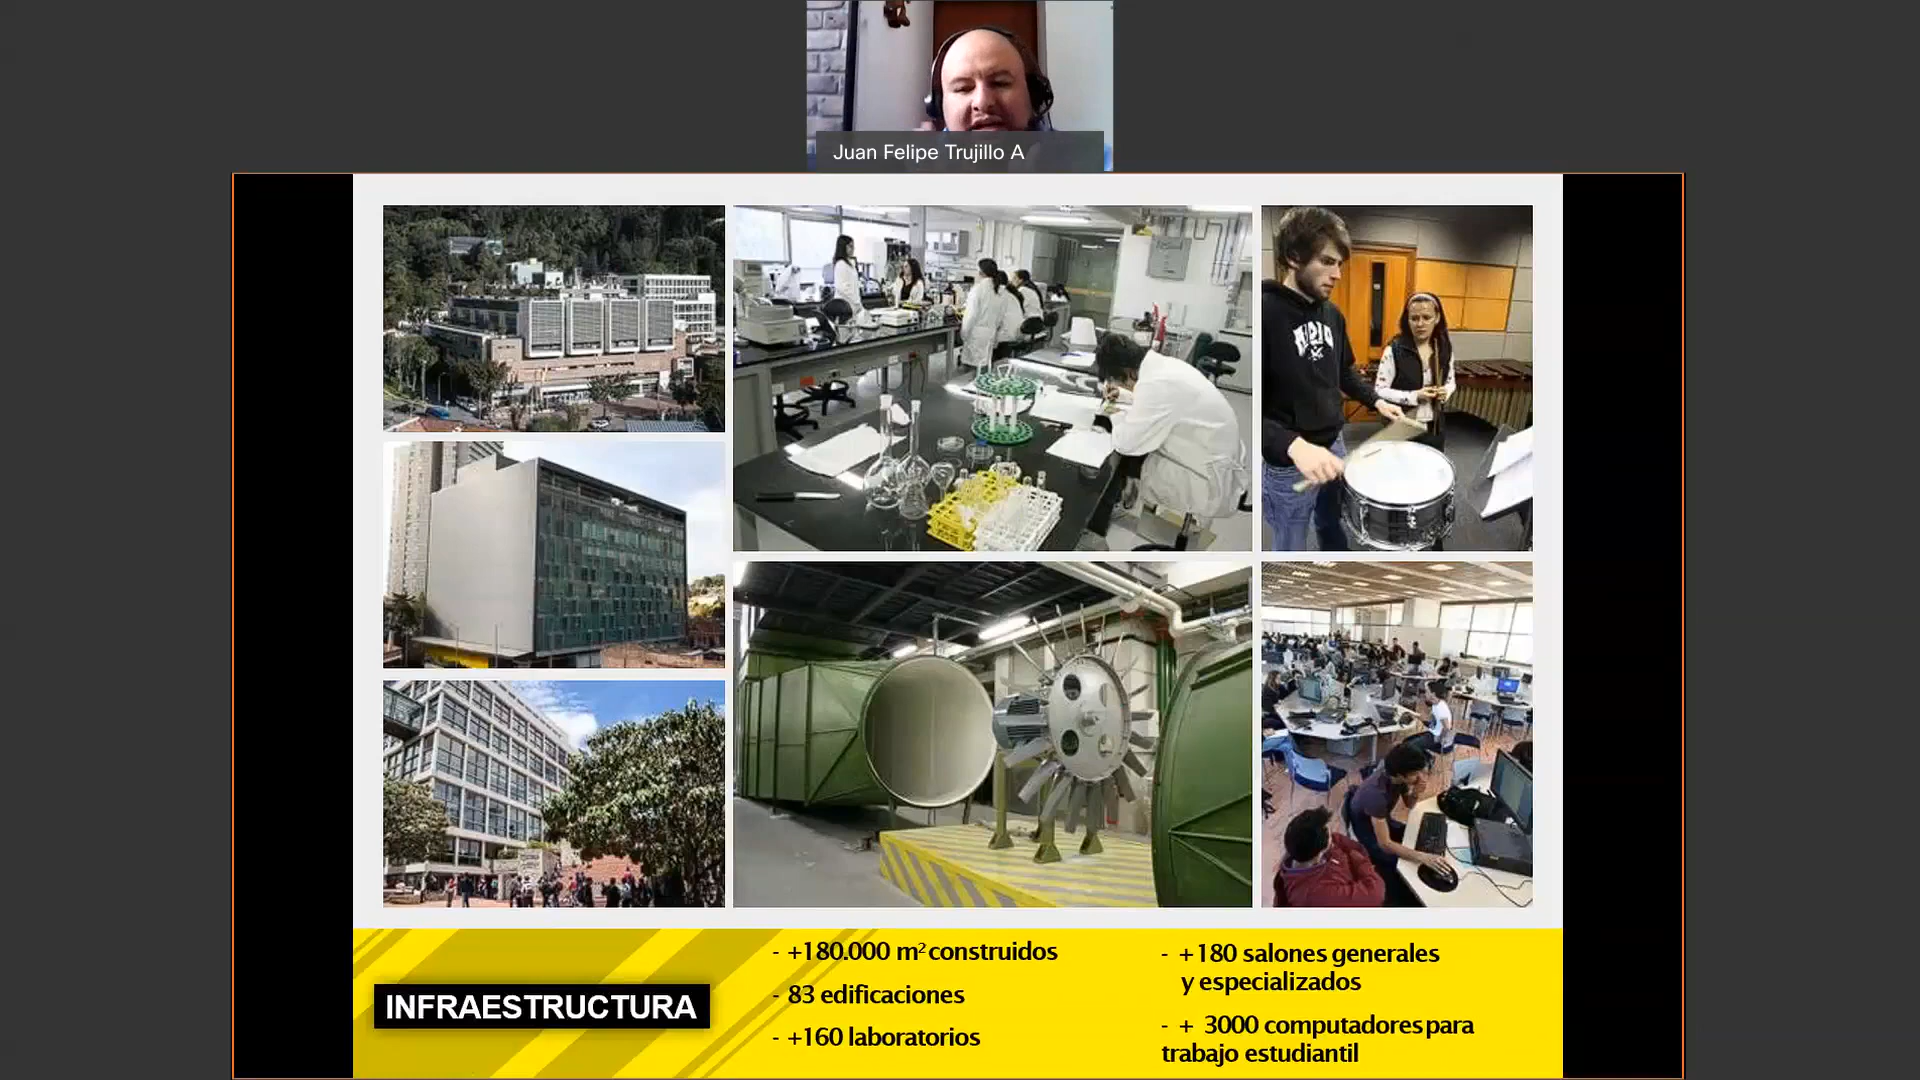 Juan Felipe Trujillo A
INFRAESTRUCTURA
- +180.000 m² construidos
- 83 edificaciones
- +160 laboratorios
- +180 salones generales
y especializados
- + 3000 computadores para
trabajo estudiantil